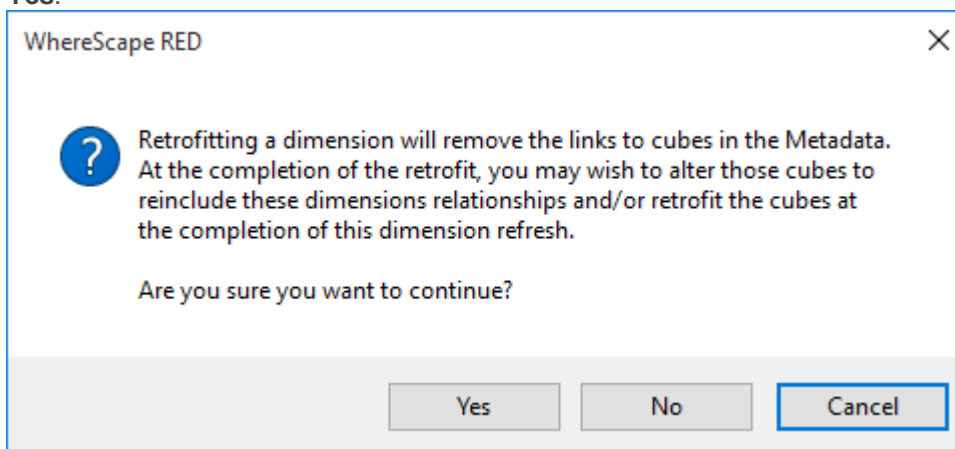 Yes.
WhereScape RED
Retrofitting a dimension will remove the links to cubes in the Metadata.
At the completion of the retrofit, you may wish to alter those cubes to
reinclude these dimensions relationships and/or retrofit the cubes at
the completion of this dimension refresh.
Are you sure you want to continue?
Yes
No
Cancel